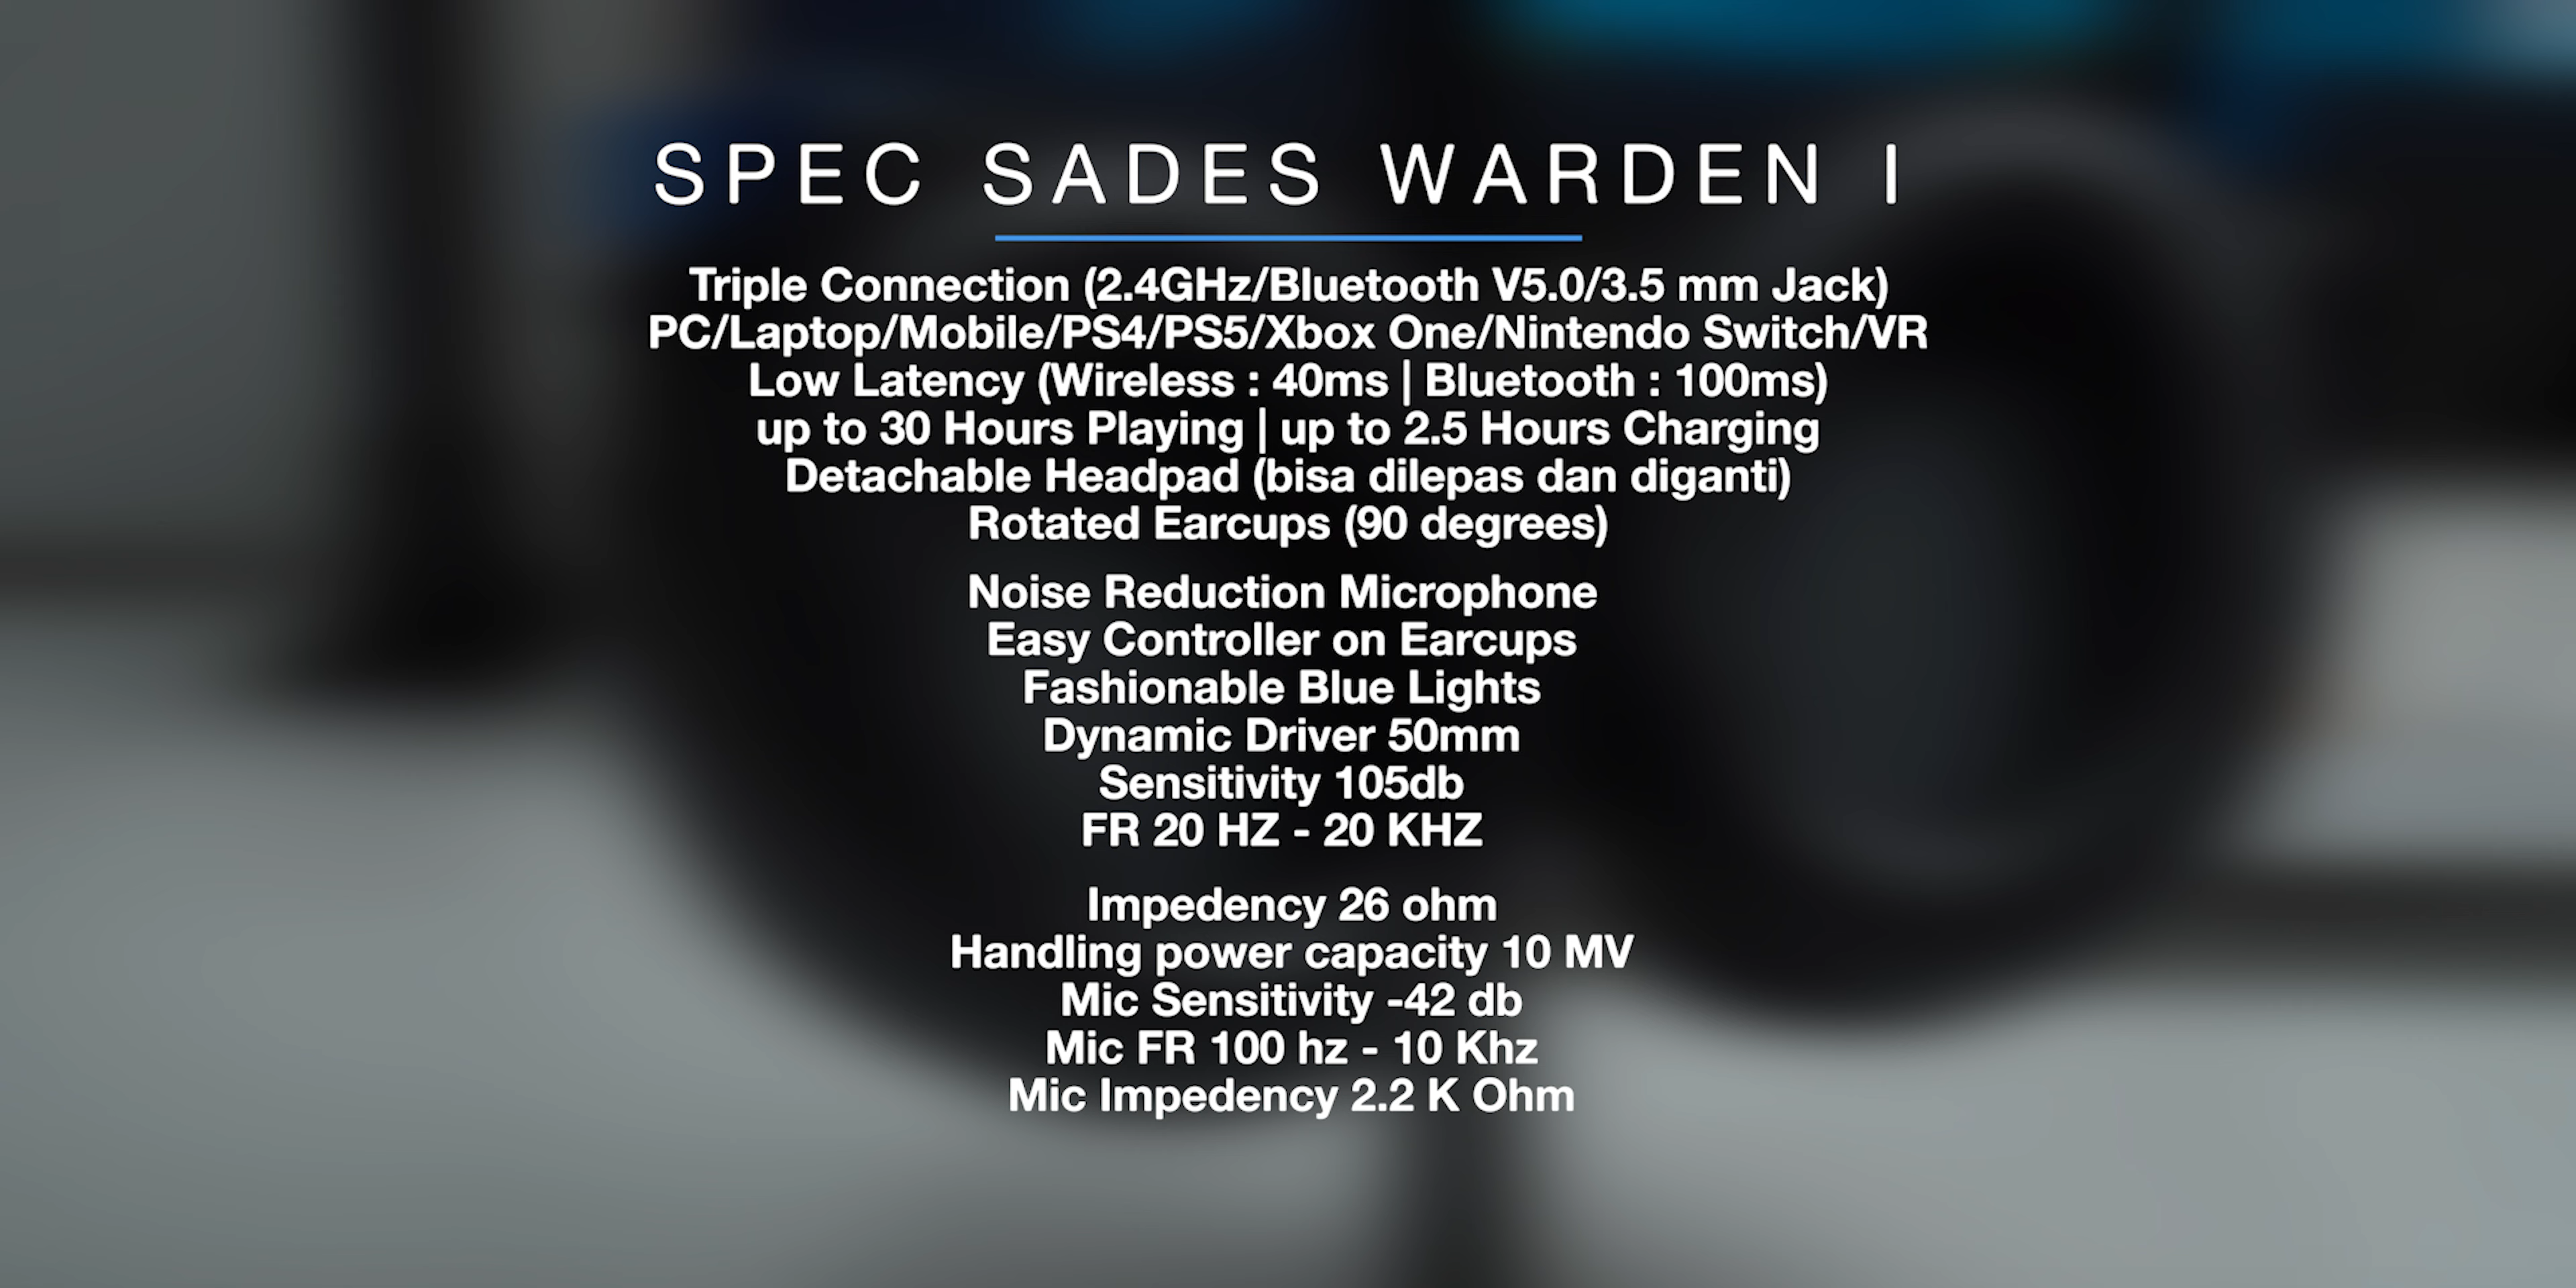 SPEC SADES WARDEN I
Triple Connection (2.4GHz/Bluetooth V5.0/3.5 mm Jack)
PC/Laptop/Mobile/PS4/PS5/Xbox One/Nintendo Switch/VR
Low Latency (Wireless : 40ms | Bluetooth : 100ms)
up to 30 Hours Playing | up to 2.5 Hours Charging
Detachable Headpad (bisa dilepas dan diganti)
Rotated Earcups (90 degrees)
Noise Reduction Microphone
Easy Controller on Earcups
Fashionable Blue Lights
Dynamic Driver 50mm
Sensitivity 105db
FR 20 HZ - 20 KHZ
Impedency 26 ohm
Handling power capacity 10 MV
Mic Sensitivity -42 db
Mic FR 100 hz - 10 Khz
Mic Impedency 2.2 K Ohm